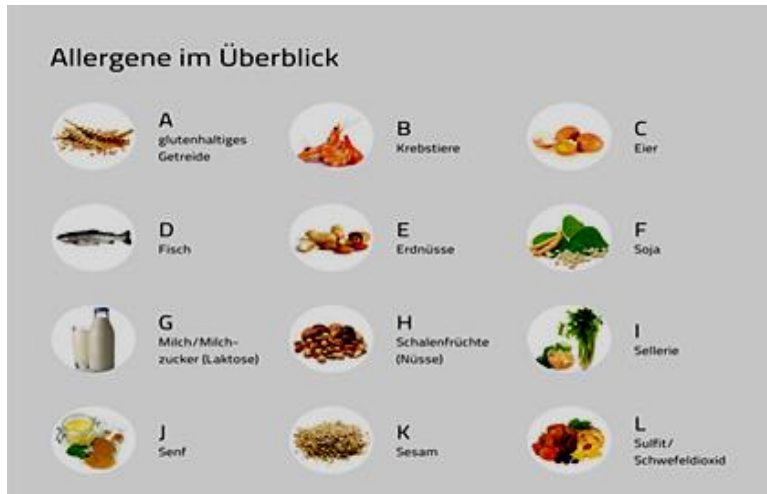 Allergene im Überblick
A
glutenhaltiges
Getreide
B
Krebstiere
C
Eier
D
Fisch
E
Erdnüsse
F
Soja
G
Milch/Milch-
zucker (Laktose)
H
Schalenfrüchte
(Nüsse)
I
Sellerie
J
Senf
K
Sesam
L
Sulfit/
Schwefeldioxid